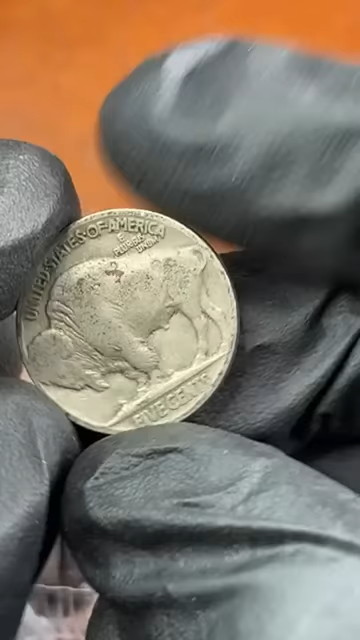 UNITED STATES OF AMERICA
E
PLURIBUS
UNUM
FIVE CENTS